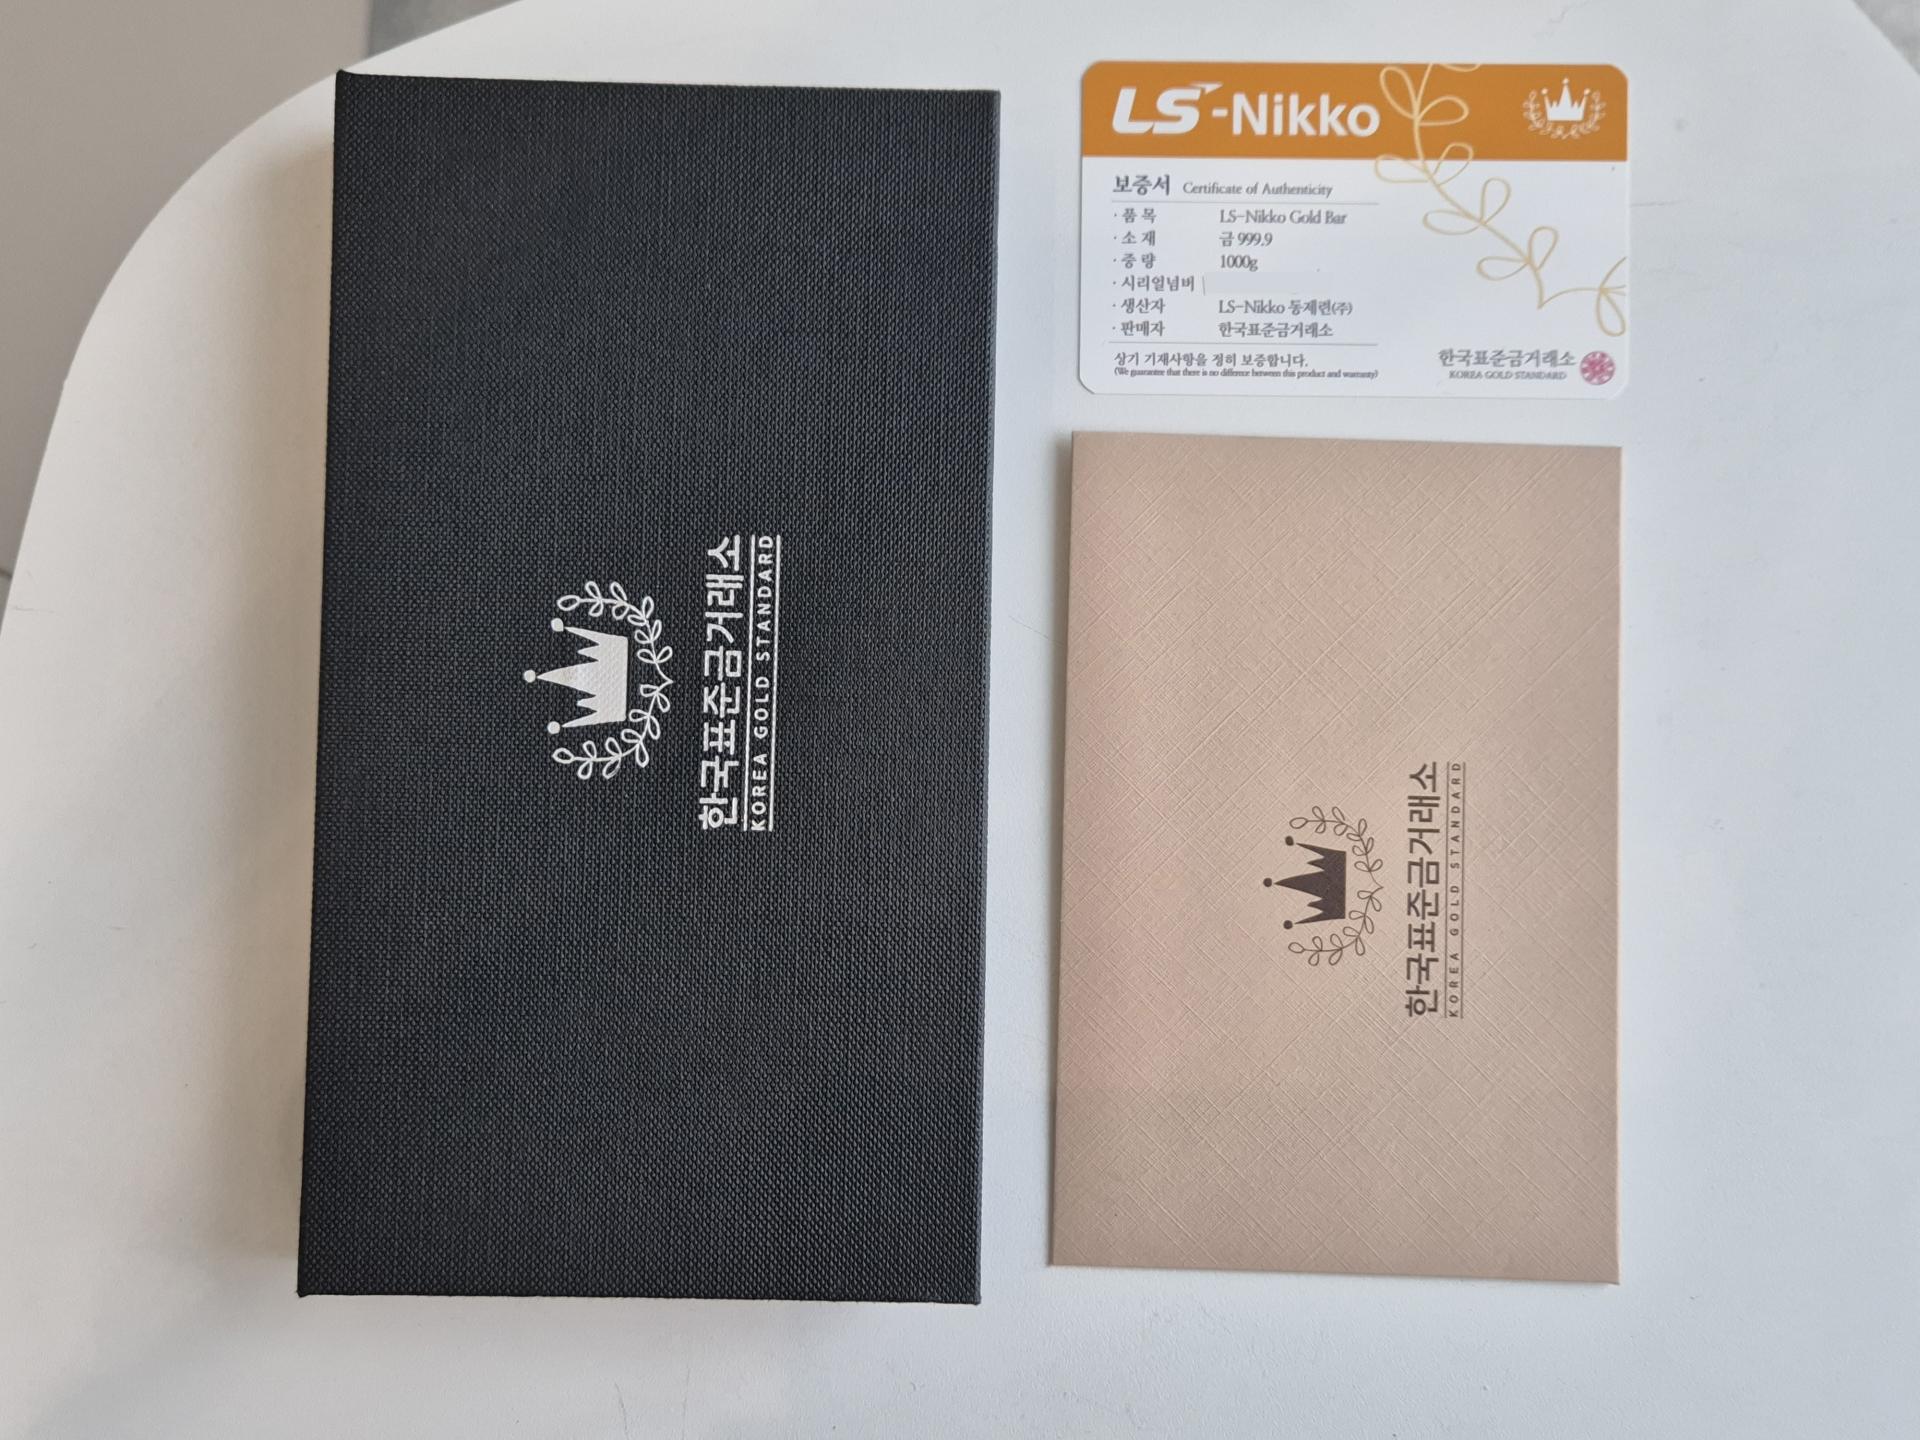 한국표준금거래소
KOREA GOLD STANDARD
LS-Nikko
보증서 Certificate of Authenticity
· 품 목 LS-Nikko Gold Bar
· 소 재 금 999.9
· 중 량 1000g
· 시리얼넘버
· 생산자 LS-Nikko 동제련(주)
· 판매자 한국표준금거래소
상기 기재사항을 정히 보증합니다.
(We guarantee that there is no difference between this product and warranty)
한국표준금거래소
KOREA GOLD STANDARD
한국표준금거래소
KOREA GOLD STANDARD